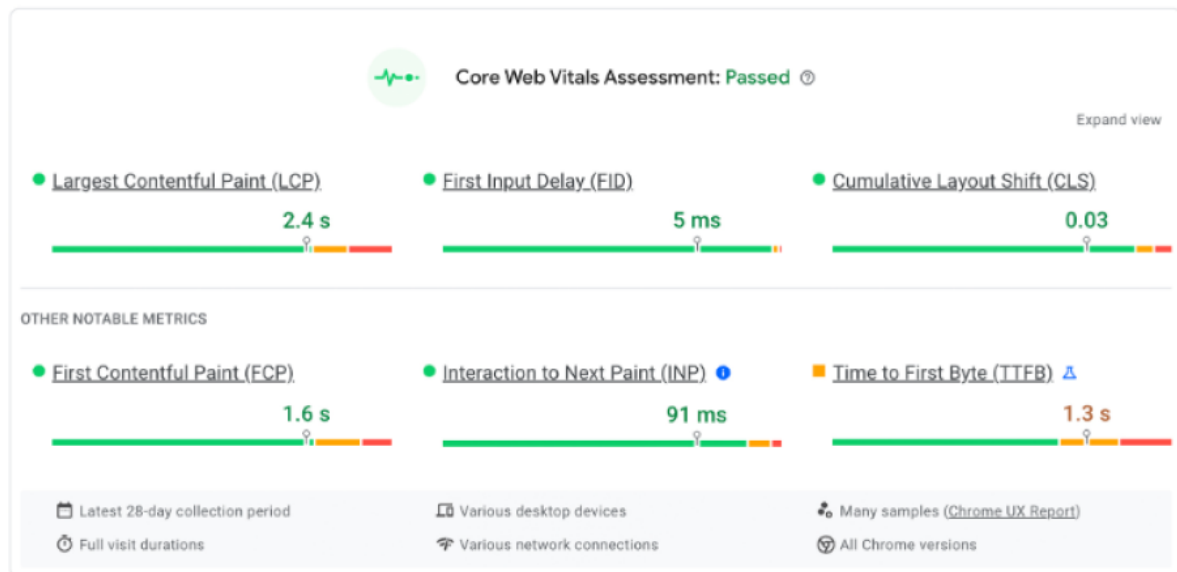 Core Web Vitals Assessment: Passed
Expand view
Largest Contentful Paint (LCP)
2.4 s
First Input Delay (FID)
5 ms
Cumulative Layout Shift (CLS)
0.03
OTHER NOTABLE METRICS
First Contentful Paint (FCP)
1.6 s
Interaction to Next Paint (INP)
91 ms
Time to First Byte (TTFB)
1.3 s
Latest 28-day collection period
Various desktop devices
Many samples (Chrome UX Report)
Full visit durations
Various network connections
All Chrome versions